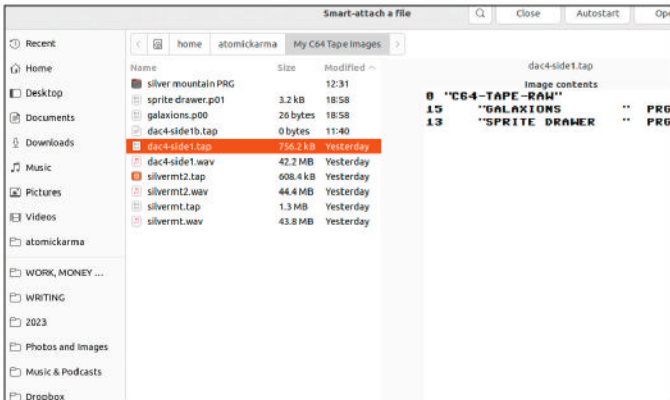 Smart-attach a file
Close
Autostart
Recent
Home
Desktop
Documents
Downloads
Music
Pictures
Videos
atomickarma
WORK, MONEY ...
WRITING
2023
Photos and Images
Music & Podcasts
Dropbox
home atomickarma My C64 Tape Images
Name Size Modified
silver mountain PRG 12:31
sprite drawer.p01 3.2 kB 18:58
galaxions.p00 26 bytes 18:58
dac4-side1b.tap 0 bytes 11:40
dac4-side1.tap 756.2 kB Yesterday
dac4-side1.wav 42.2 MB Yesterday
silvermt2.tap 608.4 kB Yesterday
silvermt2.wav 44.4 MB Yesterday
silvermt.tap 1.3 MB Yesterday
silvermt.wav 43.8 MB Yesterday
dac4-side1.tap
Image contents
0 "C64-TAPE-RAW"
15 "GALAXIONS " PRG
13 "SPRITE DRAWER " PRG